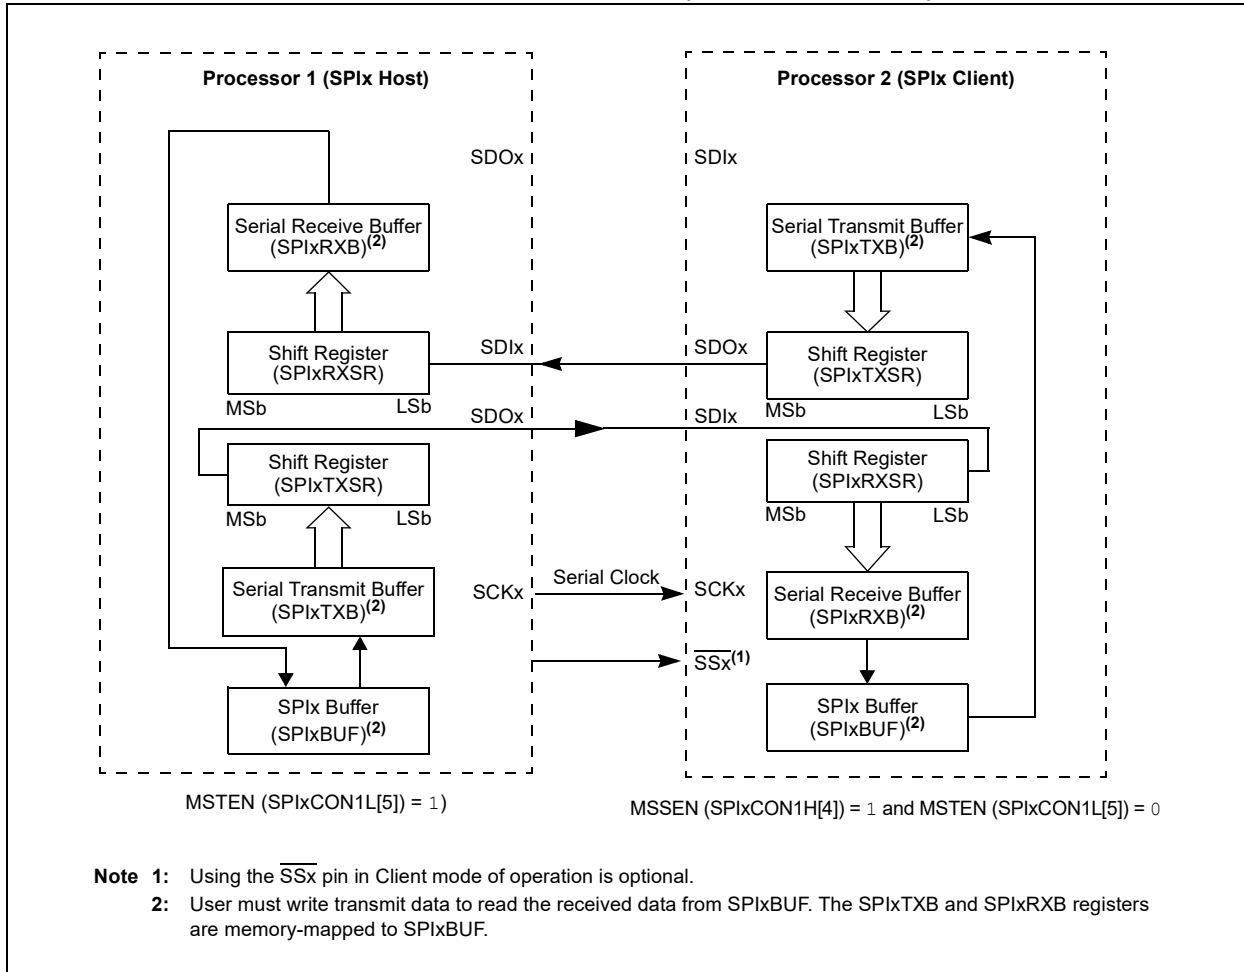 Processor 1 (SPIx Host)
Processor 2 (SPIx Client)
SDOx
SDIx
Serial Receive Buffer
(SPIxRXB)(2)
Serial Transmit Buffer
(SPIxTXB)(2)
Shift Register
(SPIxRXSR)
SDIx
SDOx
Shift Register
(SPIxTXSR)
MSb
LSb
MSb
LSb
SDOx
SDIx
Shift Register
(SPIxTXSR)
Shift Register
(SPIxRXSR)
MSb
LSb
MSb
LSb
Serial Transmit Buffer
(SPIxTXB)(2)
SCKx
Serial Clock
SCKx
Serial Receive Buffer
(SPIxRXB)(2)
SSx(1)
SPIx Buffer
(SPIxBUF)(2)
SPIx Buffer
(SPIxBUF)(2)
MSTEN (SPIxCON1L[5]) = 1)
MSSEN (SPIxCON1H[4]) = 1 and MSTEN (SPIxCON1L[5]) = 0
Note 1: Using the SSx pin in Client mode of operation is optional.
2: User must write transmit data to read the received data from SPIxBUF. The SPIxTXB and SPIxRXB registers
are memory-mapped to SPIxBUF.